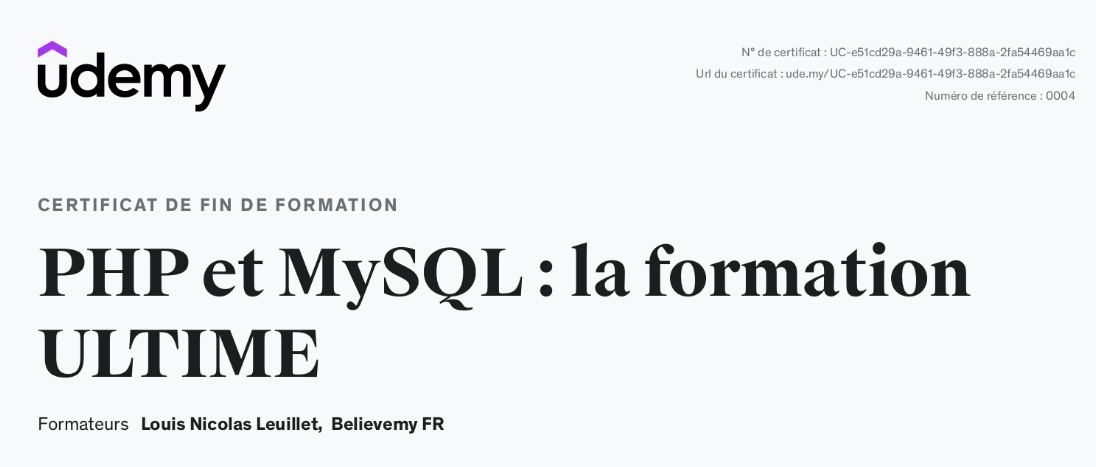 udemy
N° de certificat : UC-e51cd29a-9461-49f3-888a-2fa54469aa1c
Url du certificat : ude.my/UC-e51cd29a-9461-49f3-888a-2fa54469aa1c
Numéro de référence : 0004
CERTIFICAT DE FIN DE FORMATION
PHP et MySQL : la formation
ULTIME
Formateurs Louis Nicolas Leuillet, Believemy FR